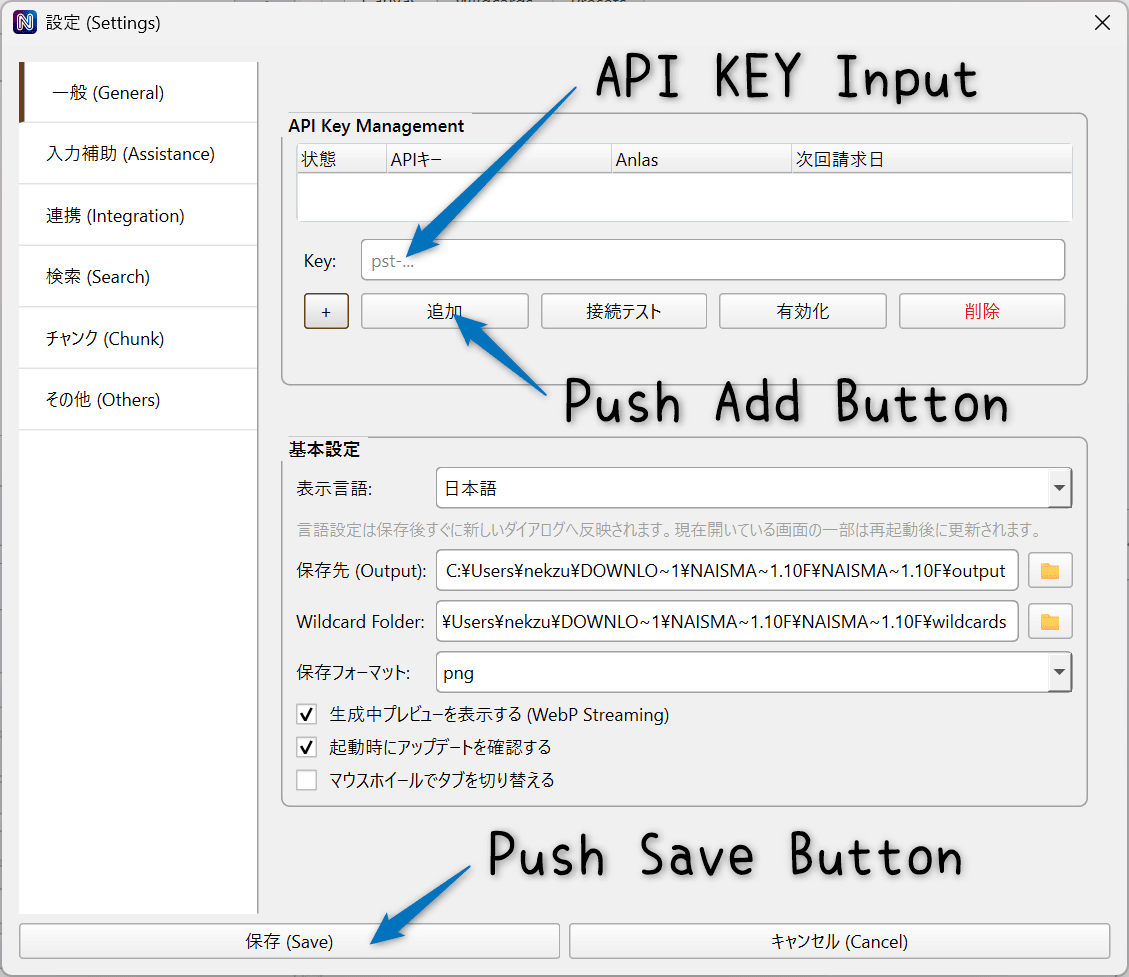 設定 (Settings)
一般 (General)
入力補助 (Assistance)
連携 (Integration)
検索 (Search)
チャンク (Chunk)
その他 (Others)
API KEY Input
API Key Management
状態 APIキー Anlas 次回請求日
Key: pst-...
+ 追加 接続テスト 有効化 削除
Push Add Button
基本設定
表示言語: 日本語
言語設定は保存後すぐに新しいダイアログへ反映されます。現在開いている画面の一部は再起動後に更新されます。
保存先 (Output): C:¥Users¥nekzu¥DOWNLO~1¥NAISMA~1.10F¥NAISMA~1.10F¥output
Wildcard Folder: ¥Users¥nekzu¥DOWNLO~1¥NAISMA~1.10F¥NAISMA~1.10F¥wildcards
保存フォーマット: png
生成中プレビューを表示する (WebP Streaming)
起動時にアップデートを確認する
マウスホイールでタブを切り替える
Push Save Button
保存 (Save) キャンセル (Cancel)